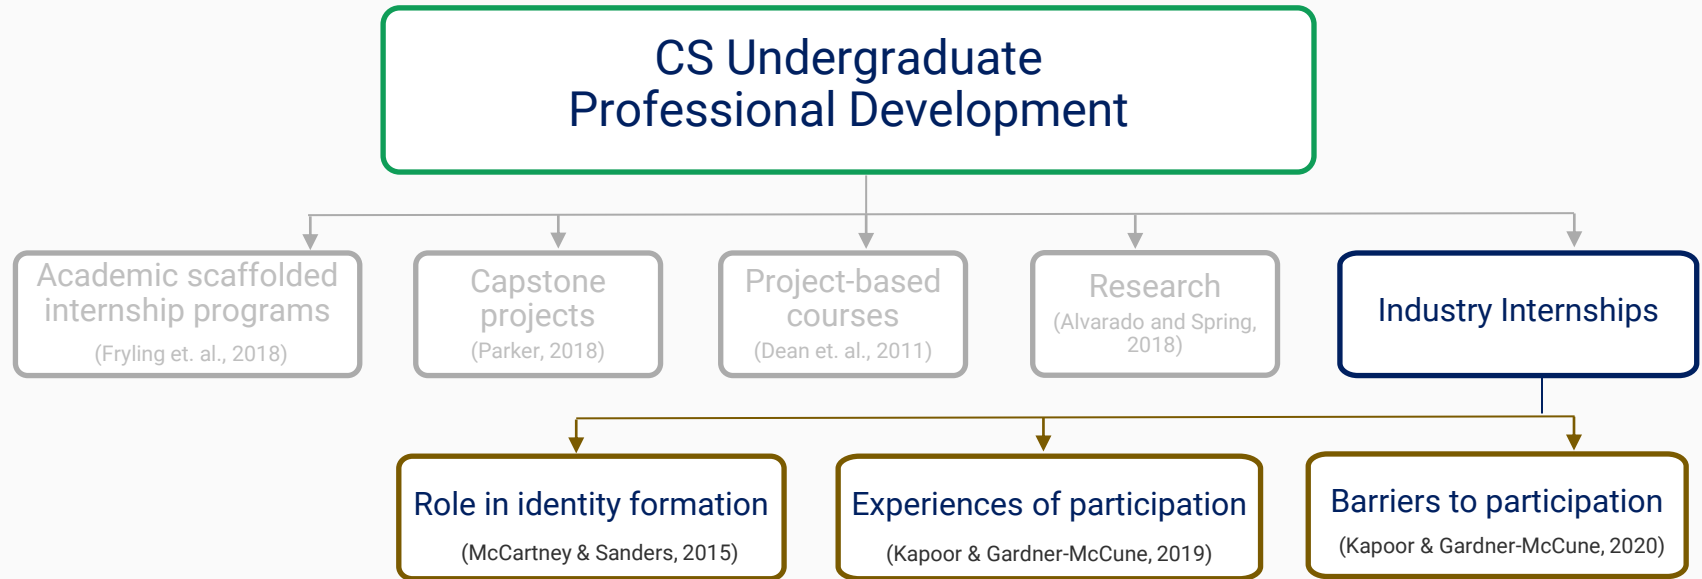 CS Undergraduate
Professional Development
Academic scaffolded
internship programs
(Fryling et. al., 2018)
Capstone
projects
(Parker, 2018)
Project-based
courses
(Dean et. al., 2011)
Research
(Alvarado and Spring,
2018)
Industry Internships
Role in identity formation
(McCartney & Sanders, 2015)
Experiences of participation
(Kapoor & Gardner-McCune, 2019)
Barriers to participation
(Kapoor & Gardner-McCune, 2020)